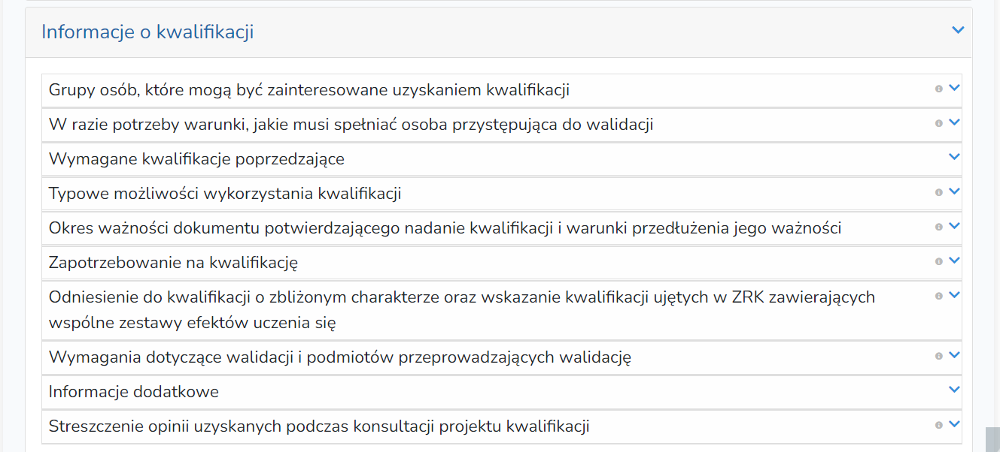 Informacje o kwalifikacji
Grupy osób, które mogą być zainteresowane uzyskaniem kwalifikacji
W razie potrzeby warunki, jakie musi spełniać osoba przystępująca do walidacji
Wymagane kwalifikacje poprzedzające
Typowe możliwości wykorzystania kwalifikacji
Okres ważności dokumentu potwierdzającego nadanie kwalifikacji i warunki przedłużenia jego ważności
Zapotrzebowanie na kwalifikację
Odniesienie do kwalifikacji o zbliżonym charakterze oraz wskazanie kwalifikacji ujętych w ZRK zawierających
wspólne zestawy efektów uczenia się
Wymagania dotyczące walidacji i podmiotów przeprowadzających walidację
Informacje dodatkowe
Streszczenie opinii uzyskanych podczas konsultacji projektu kwalifikacji